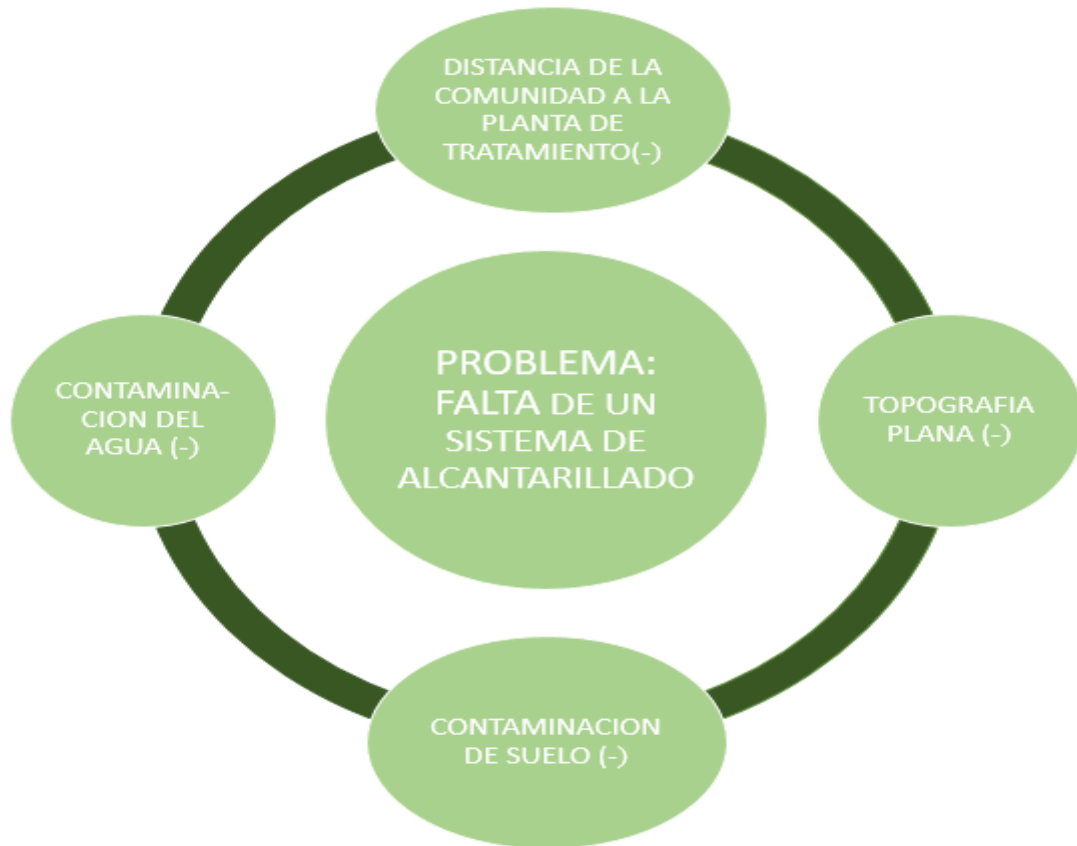 DISTANCIA DE LA
COMUNIDAD A LA
PLANTA DE
TRATAMIENTO(-)
PROBLEMA:
FALTA DE UN
SISTEMA DE
ALCANTARILLADO
CONTAMINA-
CION DEL
AGUA (-)
TOPOGRAFIA
PLANA (-)
CONTAMINACION
DE SUELO (-)